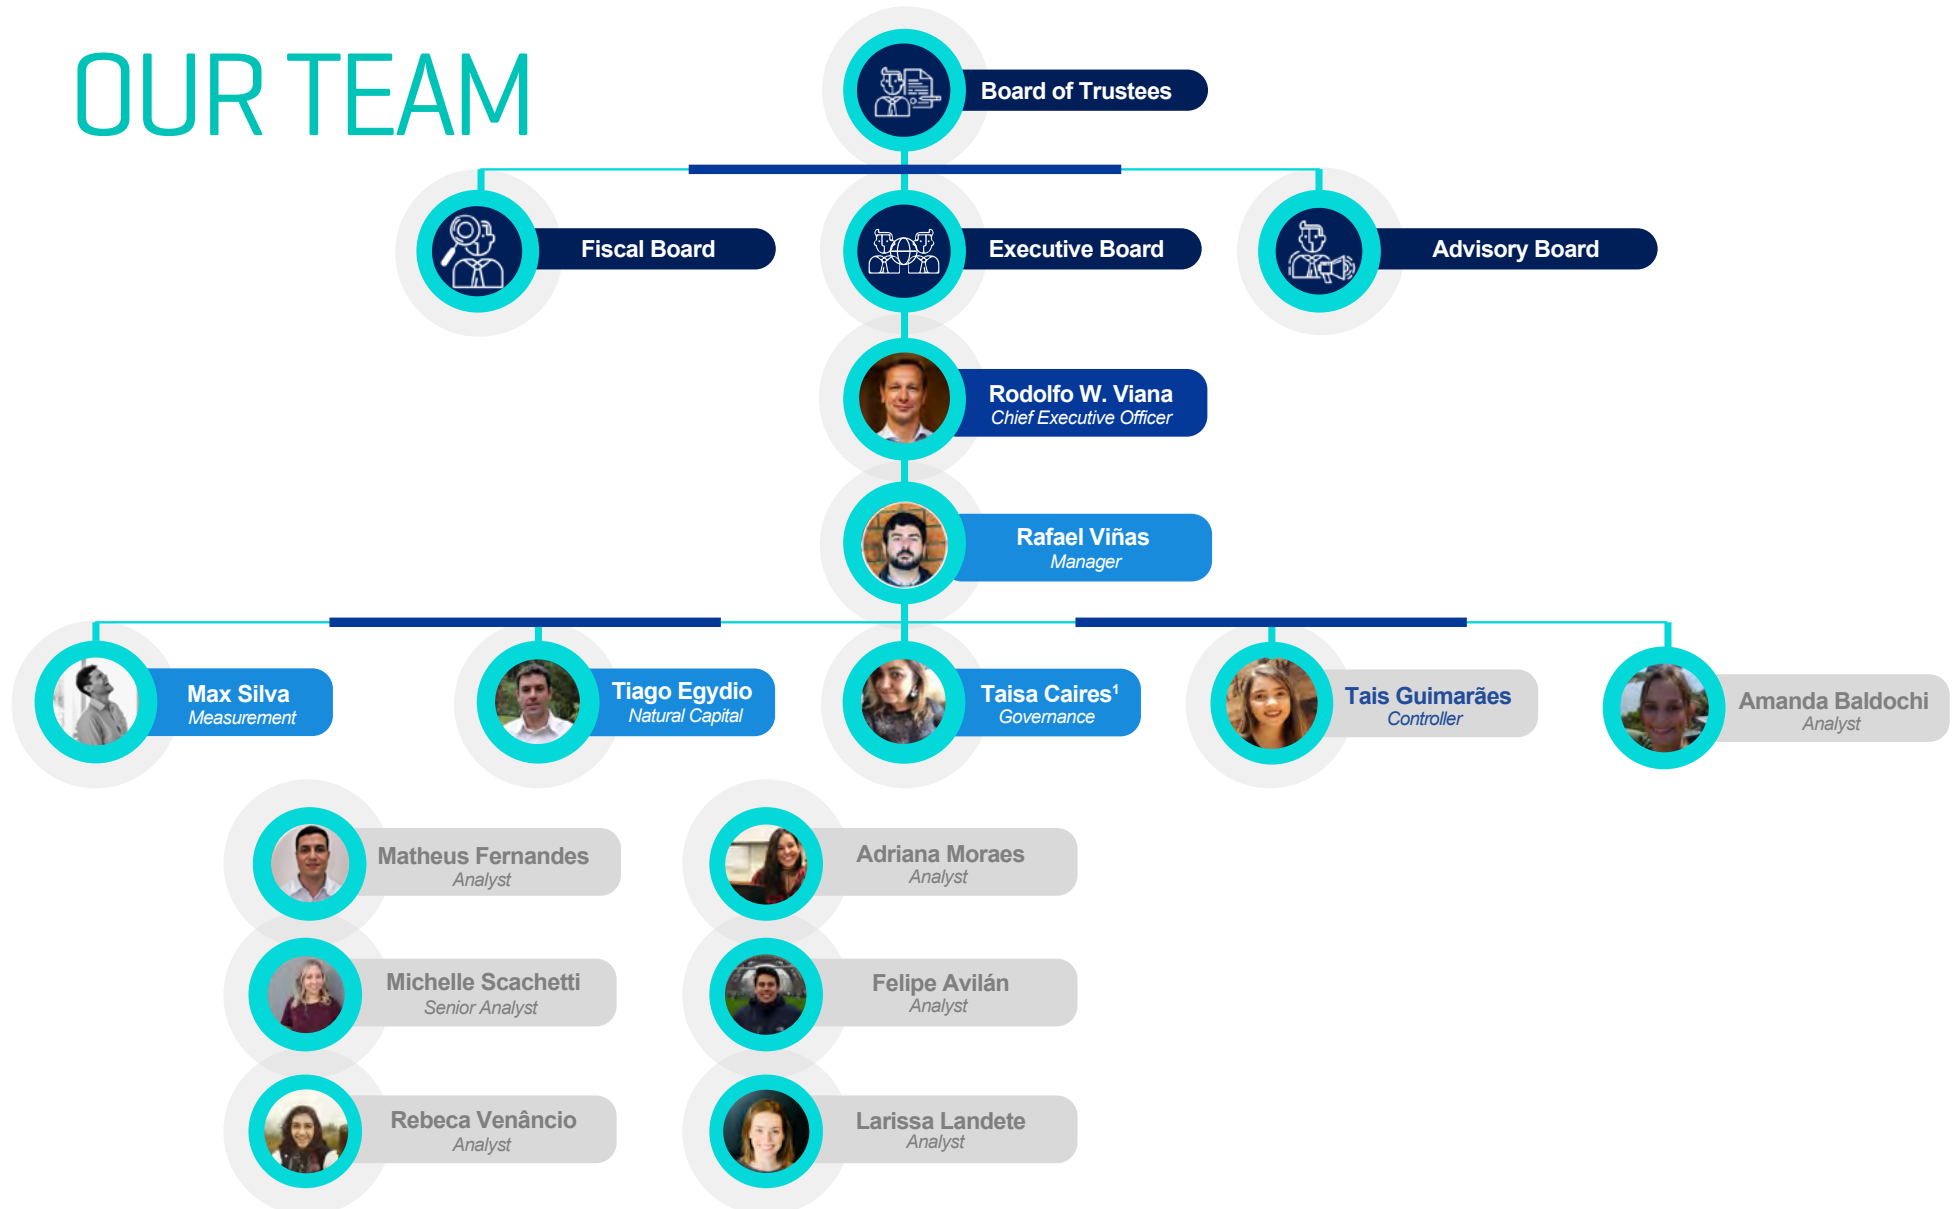 OUR TEAM
Board of Trustees
Fiscal Board
Executive Board
Advisory Board
Rodolfo W. Viana
Chief Executive Officer
Rafael Viñas
Manager
Max Silva
Measurement
Tiago Egydio
Natural Capital
Taisa Caires¹
Governance
Tais Guimarães
Controller
Amanda Baldochi
Analyst
Matheus Fernandes
Analyst
Adriana Moraes
Analyst
Michelle Scachetti
Senior Analyst
Felipe Avilán
Analyst
Rebeca Venâncio
Analyst
Larissa Landete
Analyst